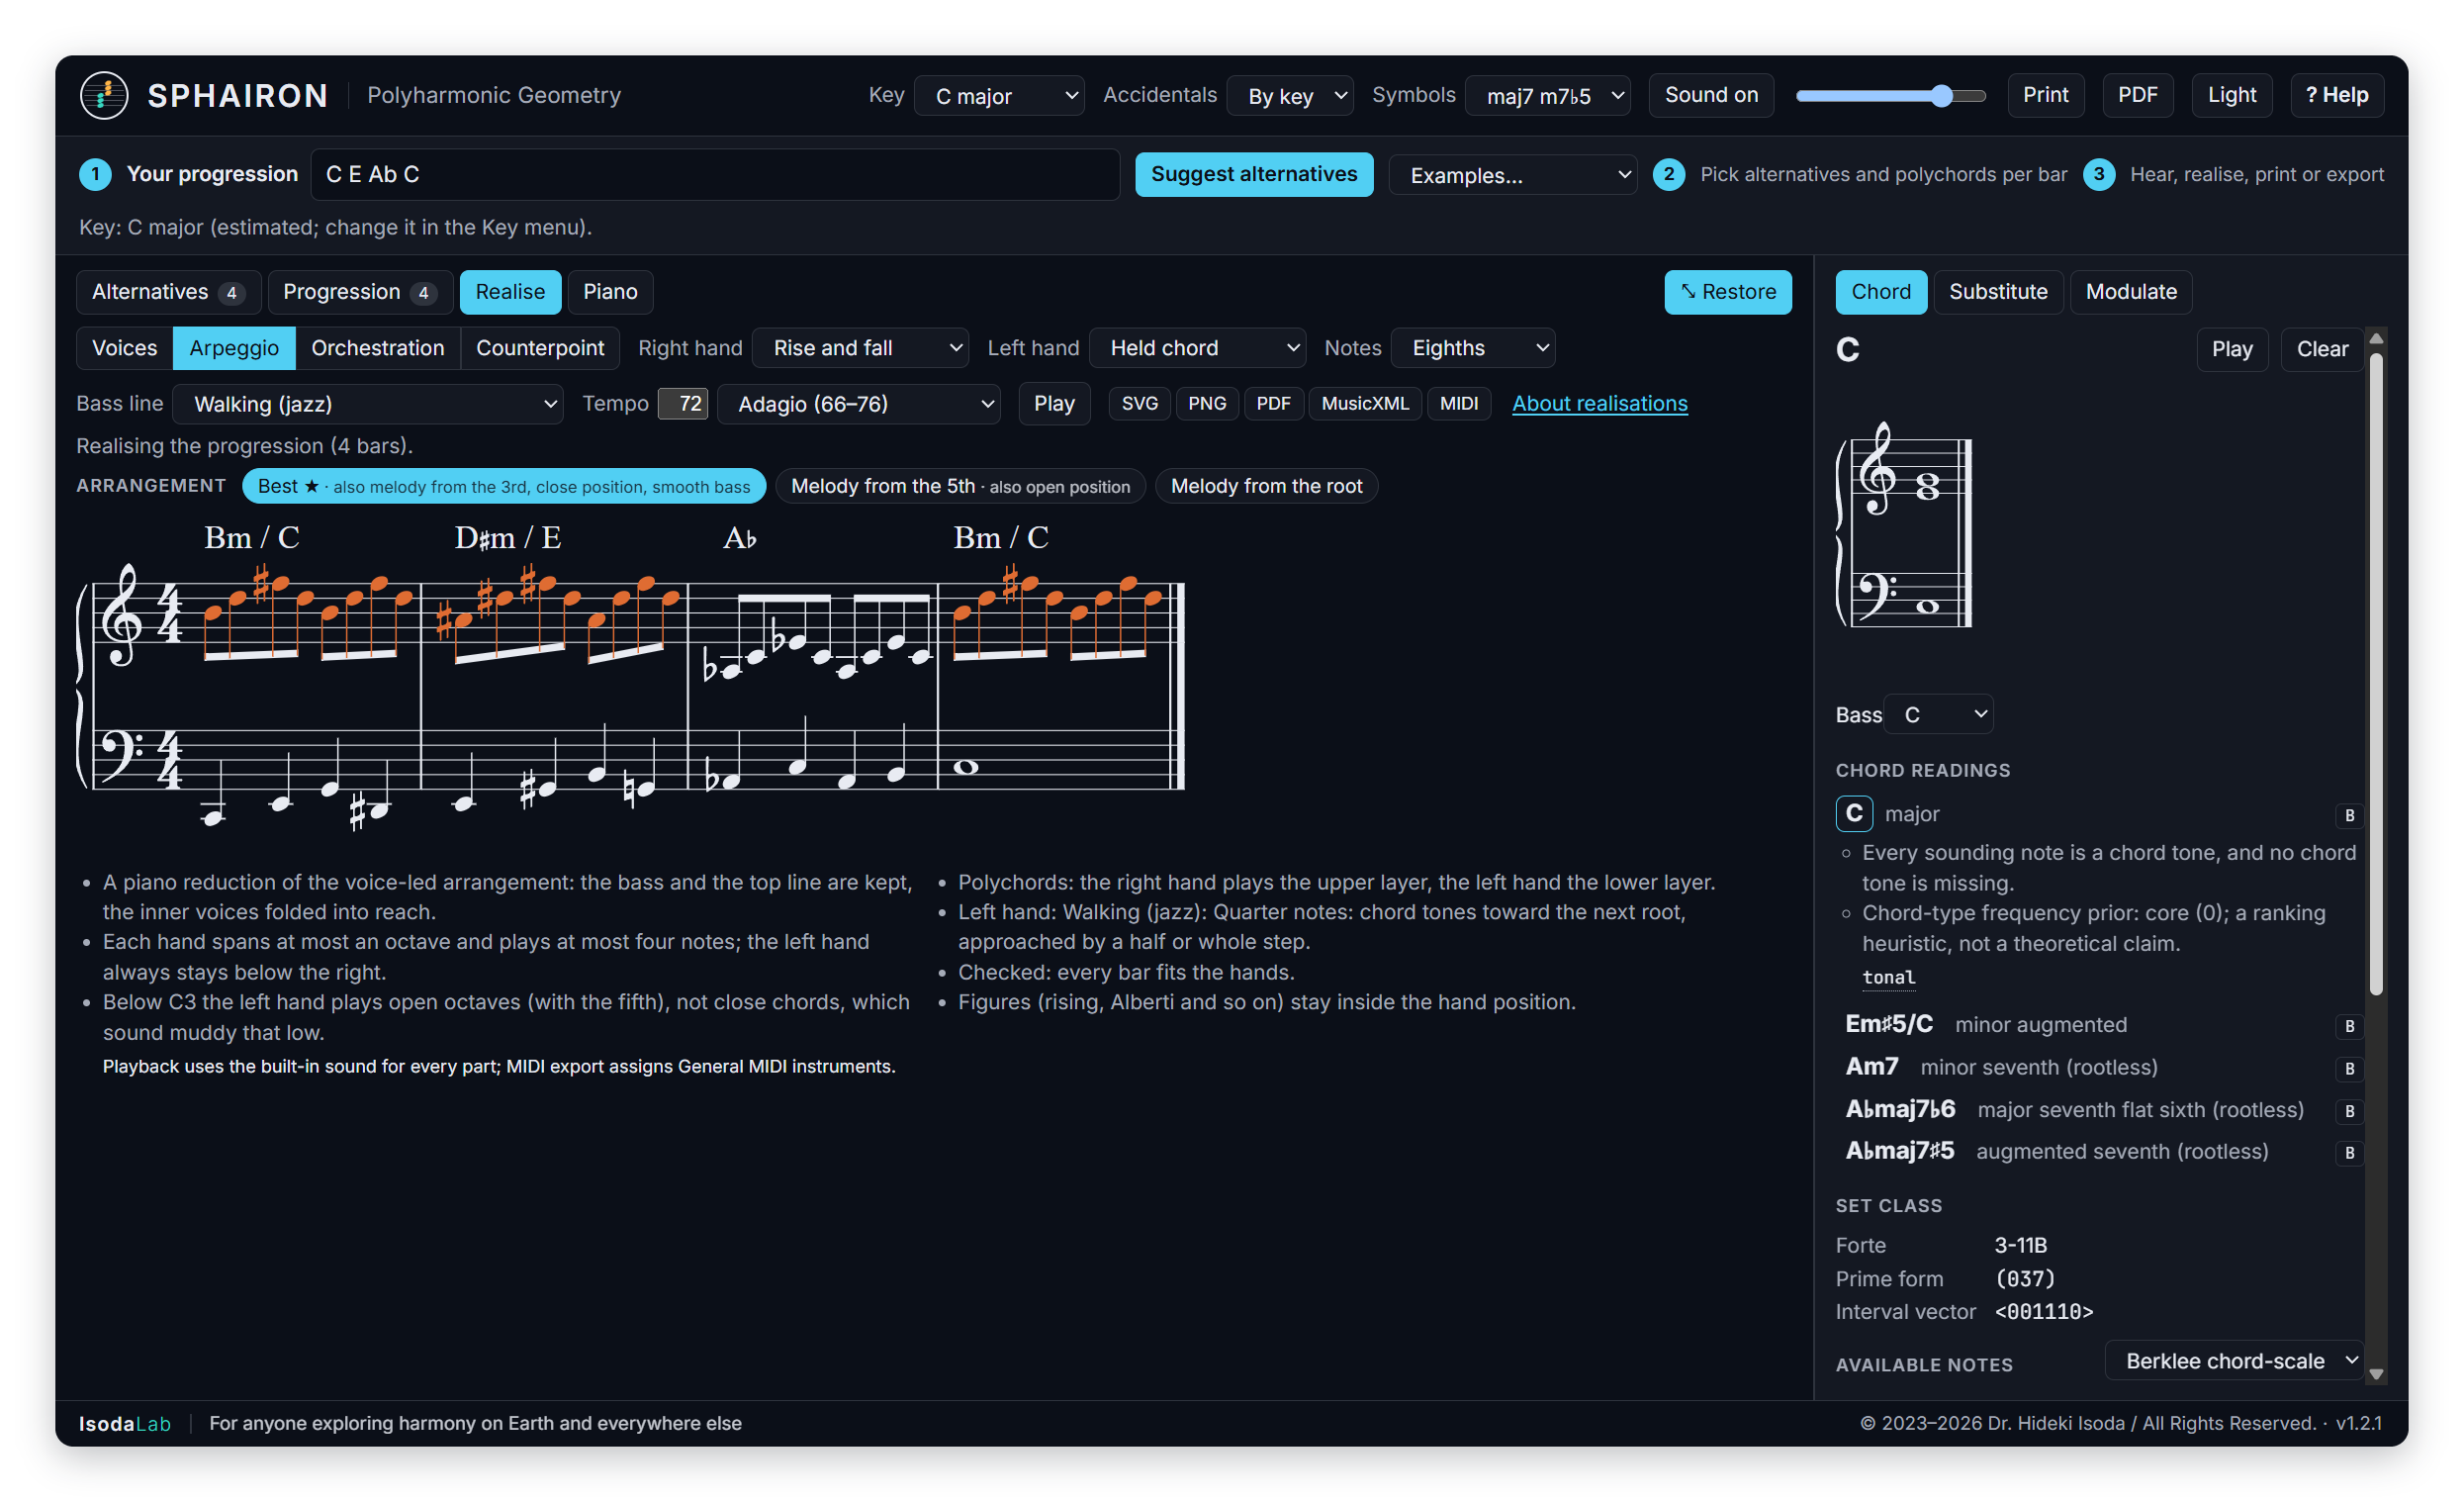 SPHAIRON Polyharmonic Geometry Key C major Accidentals By key Symbols maj7 m7♭5 Sound on Print PDF Light ? Help
1 Your progression C E Ab C Suggest alternatives Examples... 2 Pick alternatives and polychords per bar 3 Hear, realise, print or export
Key: C major (estimated; change it in the Key menu).
Alternatives 4 Progression 4 Realise Piano ⤡ Restore
Voices Arpeggio Orchestration Counterpoint Right hand Rise and fall Left hand Held chord Notes Eighths
Bass line Walking (jazz) Tempo 72 Adagio (66–76) Play SVG PNG PDF MusicXML MIDI About realisations
Realising the progression (4 bars).
ARRANGEMENT Best ★ · also melody from the 3rd, close position, smooth bass Melody from the 5th · also open position Melody from the root
Bm / C D♯m / E A♭ Bm / C
4 4
4 4
• A piano reduction of the voice-led arrangement: the bass and the top line are kept,
the inner voices folded into reach.
• Each hand spans at most an octave and plays at most four notes; the left hand
always stays below the right.
• Below C3 the left hand plays open octaves (with the fifth), not close chords, which
sound muddy that low.
• Polychords: the right hand plays the upper layer, the left hand the lower layer.
• Left hand: Walking (jazz): Quarter notes: chord tones toward the next root,
approached by a half or whole step.
• Checked: every bar fits the hands.
• Figures (rising, Alberti and so on) stay inside the hand position.
Playback uses the built-in sound for every part; MIDI export assigns General MIDI instruments.
Chord Substitute Modulate
C Play Clear
Bass C
CHORD READINGS
C major B
◦ Every sounding note is a chord tone, and no chord
tone is missing.
◦ Chord-type frequency prior: core (0); a ranking
heuristic, not a theoretical claim.
tonal
Em♯5/C minor augmented B
Am7 minor seventh (rootless) B
A♭maj7♭6 major seventh flat sixth (rootless) B
A♭maj7♯5 augmented seventh (rootless) B
SET CLASS
Forte 3-11B
Prime form (037)
Interval vector <001110>
AVAILABLE NOTES Berklee chord-scale
IsodaLab For anyone exploring harmony on Earth and everywhere else © 2023–2026 Dr. Hideki Isoda / All Rights Reserved. · v1.2.1